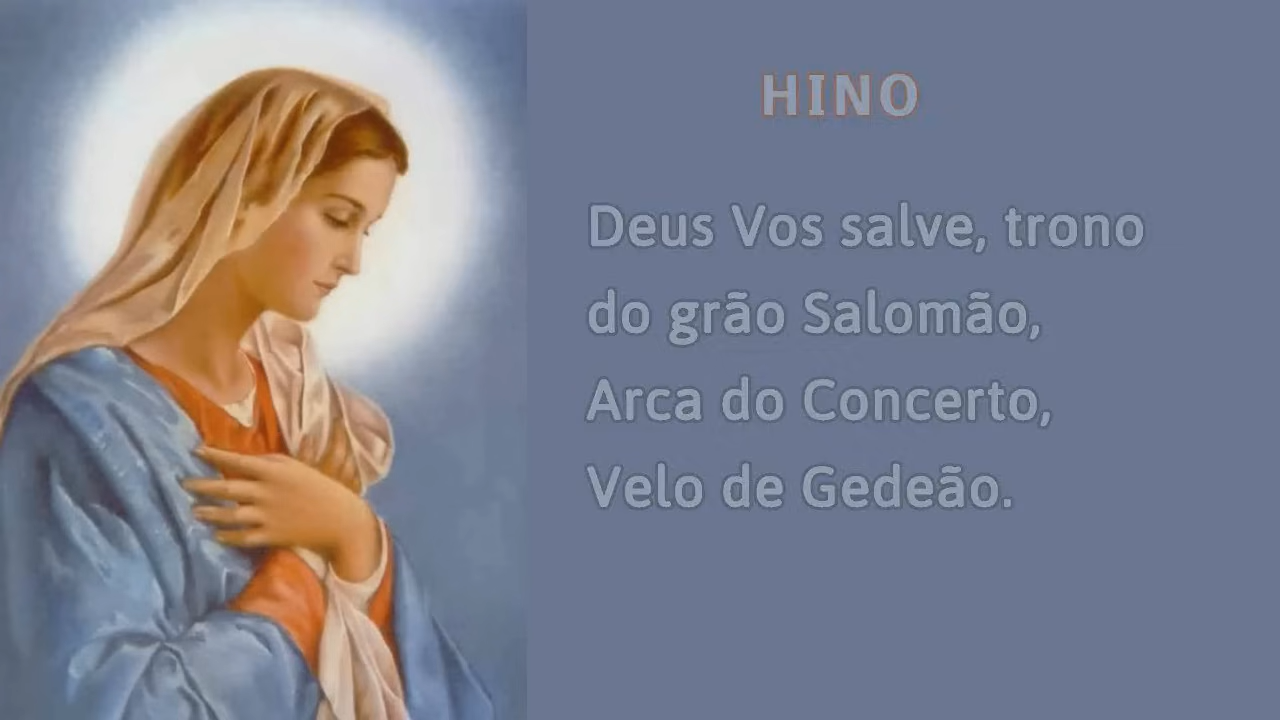 HINO
Deus Vos salve, trono
do grão Salomão,
Arca do Concerto,
Velo de Gedeão.